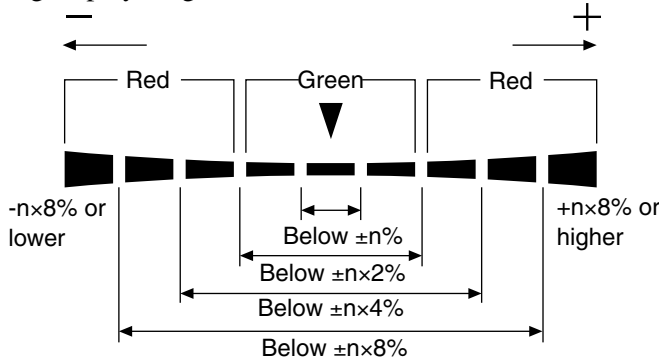 − +
Red Green Red
-n×8% or
lower
+n×8% or
higher
Below ±n%
Below ±n×2%
Below ±n×4%
Below ±n×8%